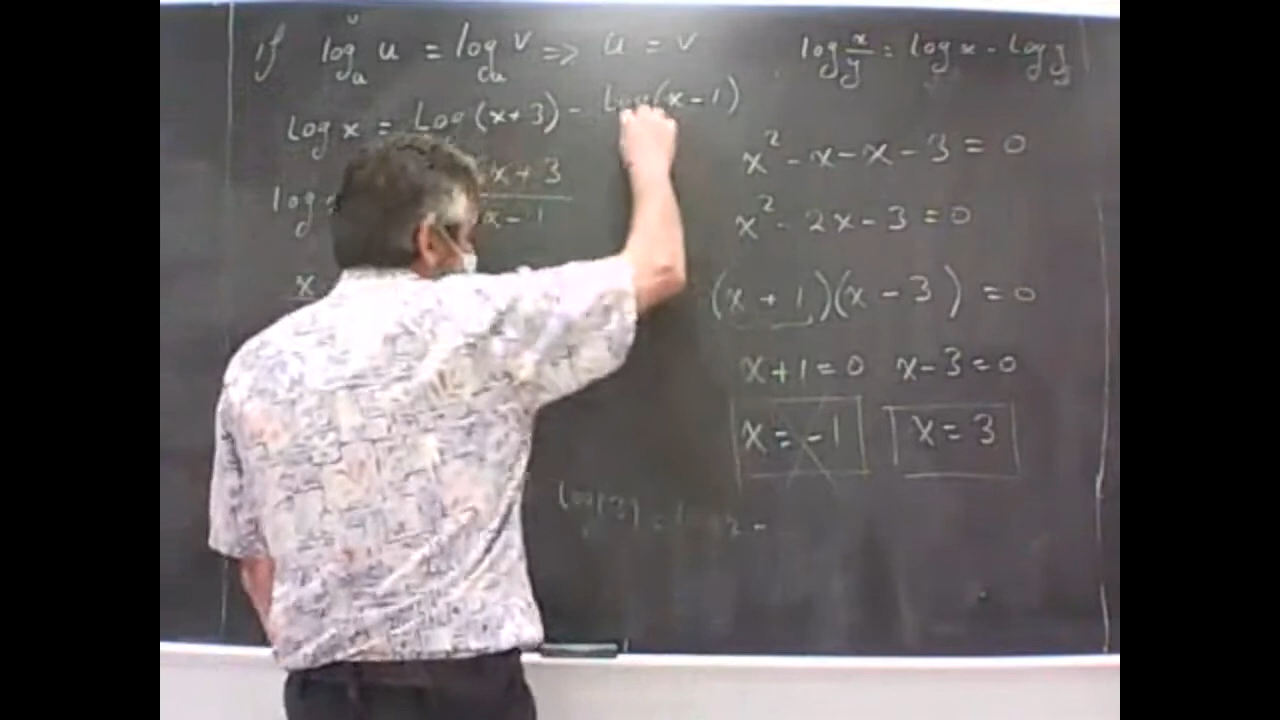 if log_a u = log_a v => u = v
log x/y = log x - log y
log x = log (x+3) - log (x-1)
log x+3 / x-1
x
x² - x - x - 3 = 0
x² - 2x - 3 = 0
(x + 1)(x - 3) = 0
x+1=0 x-3=0
x=-1 x=3